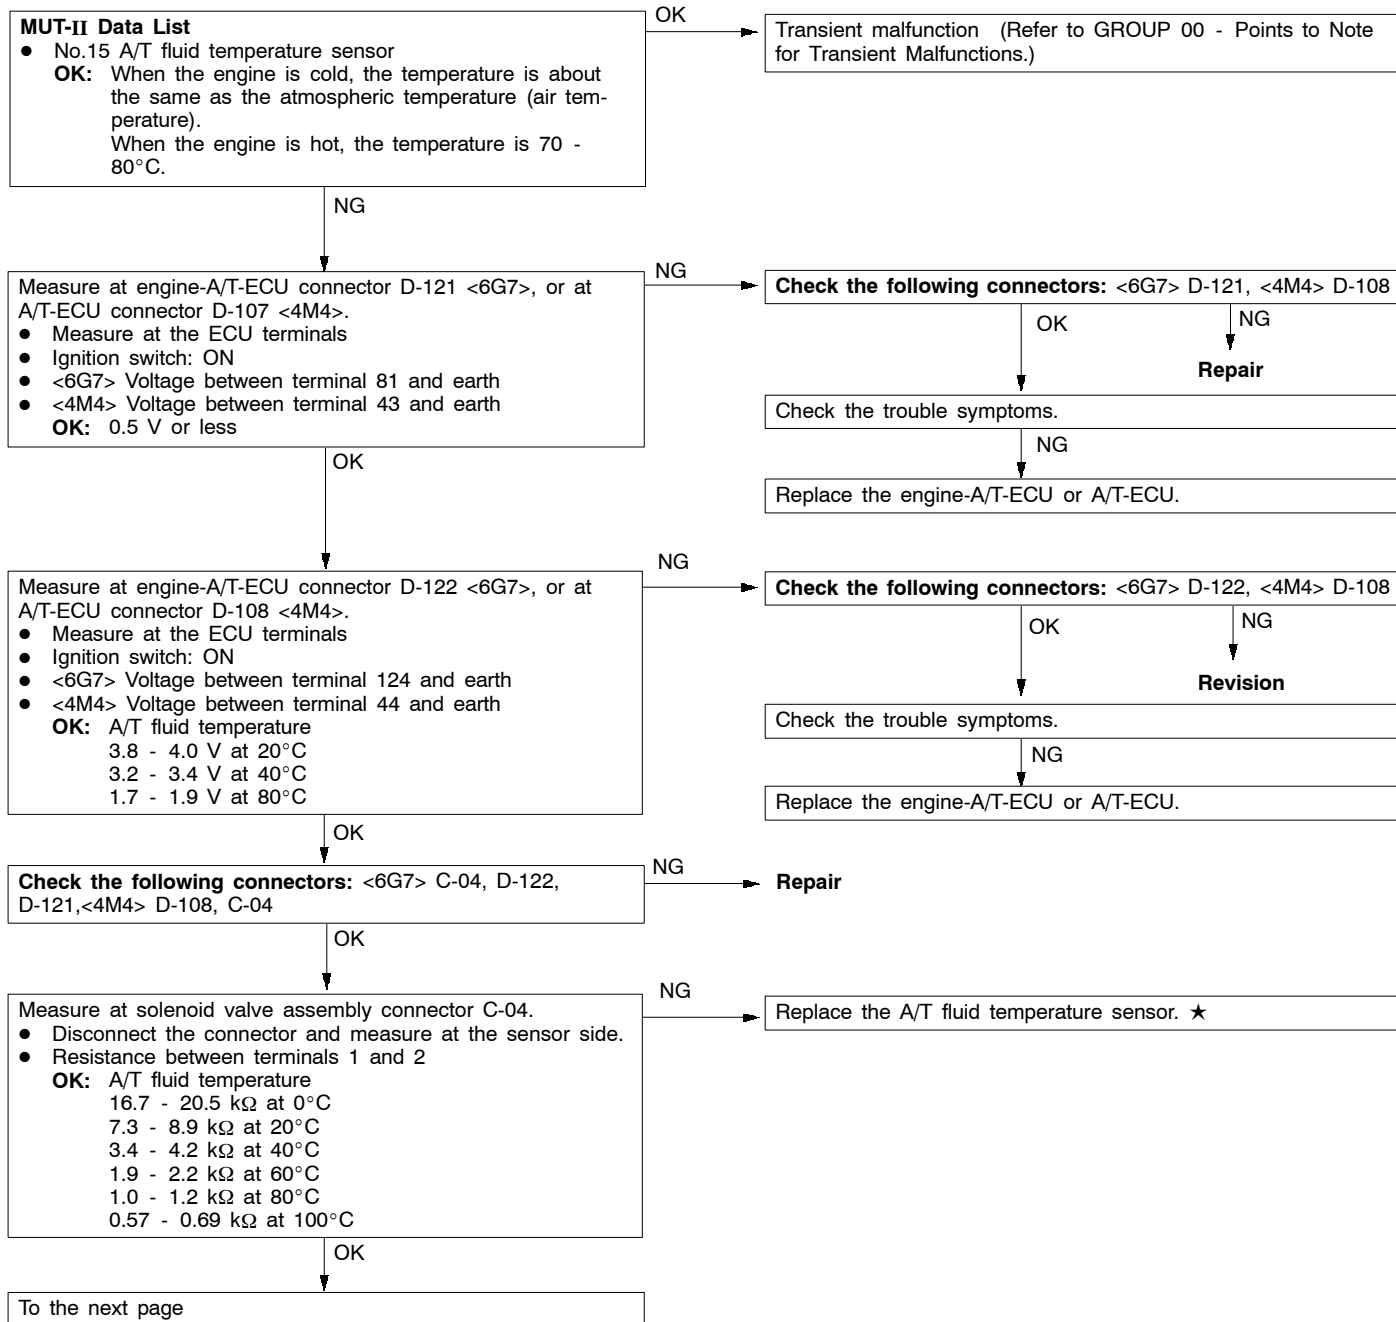 MUT-II Data List
● No.15 A/T fluid temperature sensor
OK: When the engine is cold, the temperature is about
the same as the atmospheric temperature (air tem-
perature).
When the engine is hot, the temperature is 70 -
80°C.
OK
Transient malfunction (Refer to GROUP 00 - Points to Note
for Transient Malfunctions.)
NG
Measure at engine-A/T-ECU connector D-121 <6G7>, or at
A/T-ECU connector D-107 <4M4>.
● Measure at the ECU terminals
● Ignition switch: ON
● <6G7> Voltage between terminal 81 and earth
● <4M4> Voltage between terminal 43 and earth
OK: 0.5 V or less
NG
Check the following connectors: <6G7> D-121, <4M4> D-108
OK
NG
Repair
Check the trouble symptoms.
NG
Replace the engine-A/T-ECU or A/T-ECU.
OK
Measure at engine-A/T-ECU connector D-122 <6G7>, or at
A/T-ECU connector D-108 <4M4>.
● Measure at the ECU terminals
● Ignition switch: ON
● <6G7> Voltage between terminal 124 and earth
● <4M4> Voltage between terminal 44 and earth
OK: A/T fluid temperature
3.8 - 4.0 V at 20°C
3.2 - 3.4 V at 40°C
1.7 - 1.9 V at 80°C
NG
Check the following connectors: <6G7> D-122, <4M4> D-108
OK
NG
Revision
Check the trouble symptoms.
NG
Replace the engine-A/T-ECU or A/T-ECU.
OK
Check the following connectors: <6G7> C-04, D-122,
D-121,<4M4> D-108, C-04
NG
Repair
OK
Measure at solenoid valve assembly connector C-04.
● Disconnect the connector and measure at the sensor side.
● Resistance between terminals 1 and 2
OK: A/T fluid temperature
16.7 - 20.5 kΩ at 0°C
7.3 - 8.9 kΩ at 20°C
3.4 - 4.2 kΩ at 40°C
1.9 - 2.2 kΩ at 60°C
1.0 - 1.2 kΩ at 80°C
0.57 - 0.69 kΩ at 100°C
NG
Replace the A/T fluid temperature sensor. ★
OK
To the next page